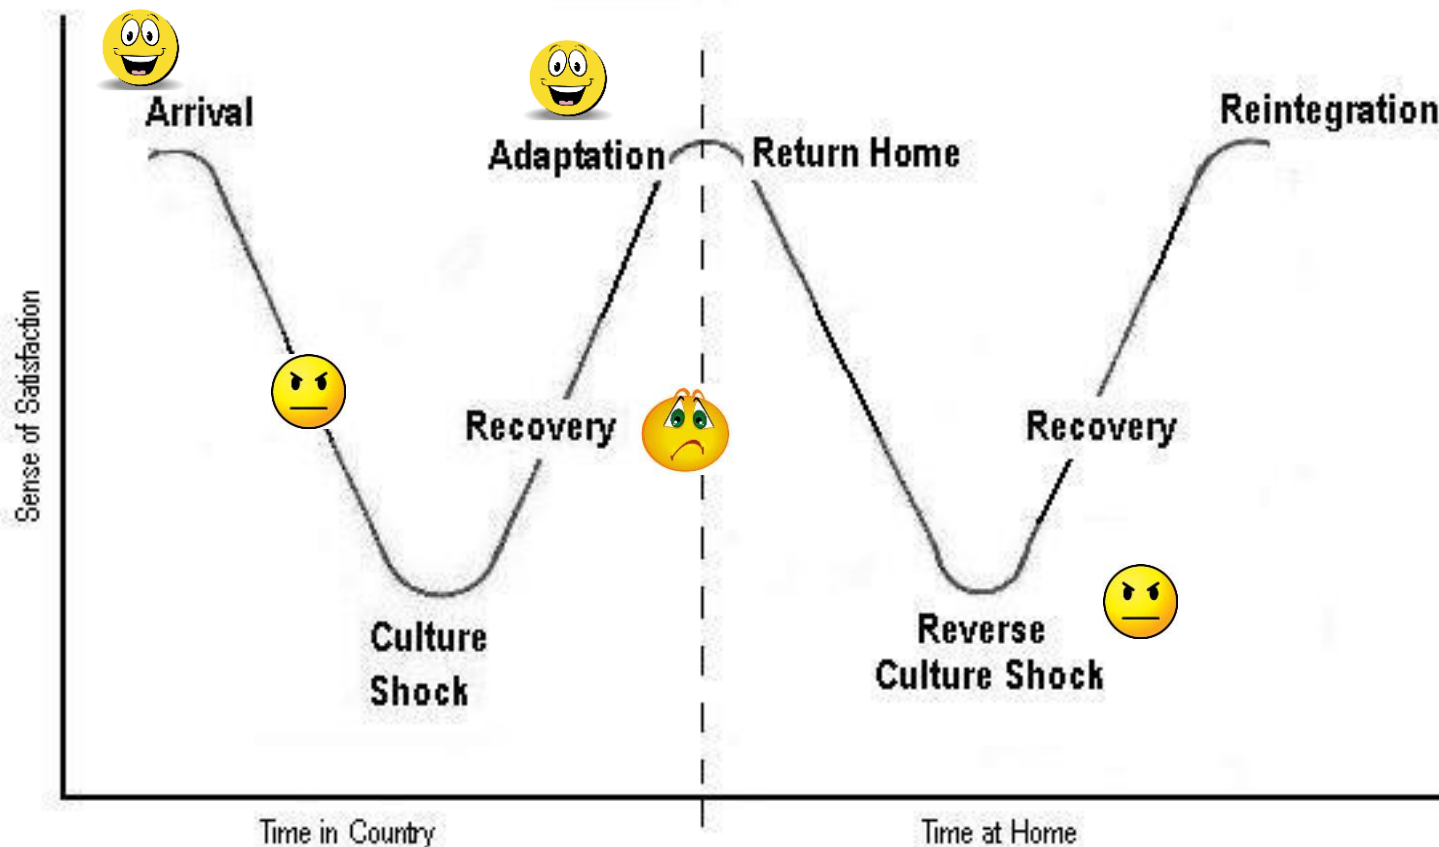 Arrival
Reintegration
Adaptation
Return Home
Sense of Satisfaction
Recovery
Recovery
Culture
Shock
Reverse
Culture Shock
Time in Country
Time at Home